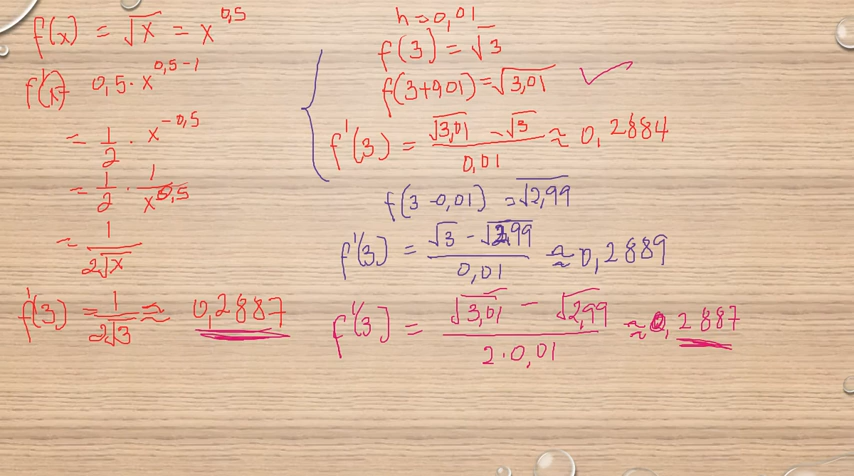 f(x) = √x = x^0,5
f'(x) = 0,5 · x^0,5-1
= 1/2 · x^-0,5
= 1/2 · 1/x^0,5
= 1/2√x
f'(3) = 1/2√3 ≈ 0,2887
h = 0,01
f(3) = √3
f(3+0,01) = √3,01 ✓
f'(3) = (√3,01 - √3)/0,01 ≈ 0,2884
f(3-0,01) = √2,99
f'(3) = (√3 - √2,99)/0,01 ≈ 0,2889
f'(3) = (√3,01 - √2,99)/2·0,01 ≈ 0,2887